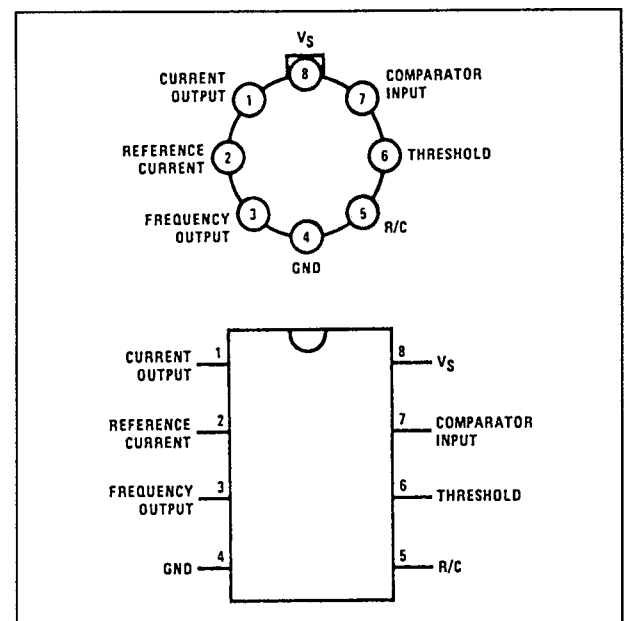 VS
8
CURRENT
OUTPUT
1
7
COMPARATOR
INPUT
REFERENCE
CURRENT
2
6
THRESHOLD
FREQUENCY
OUTPUT
3
4
5
R/C
GND
CURRENT
OUTPUT
1
8
VS
REFERENCE
CURRENT
2
7
COMPARATOR
INPUT
FREQUENCY
OUTPUT
3
6
THRESHOLD
GND
4
5
R/C